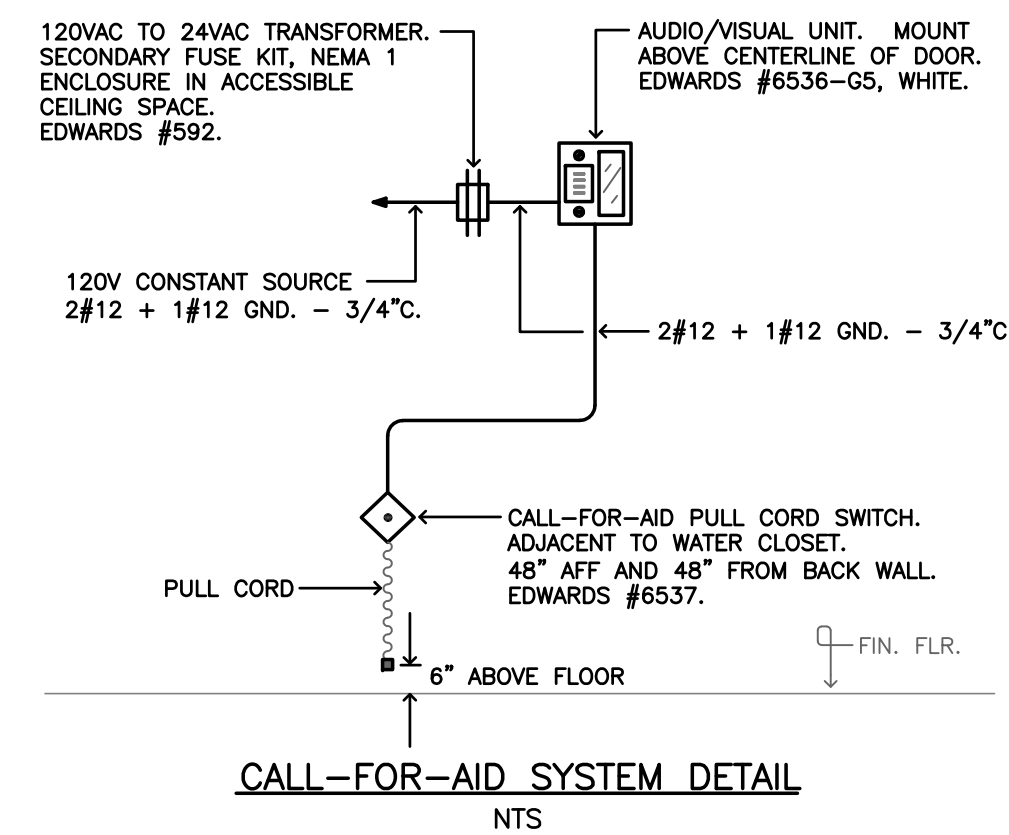 120VAC TO 24VAC TRANSFORMER.
SECONDARY FUSE KIT, NEMA 1
ENCLOSURE IN ACCESSIBLE
CEILING SPACE.
EDWARDS #592.
AUDIO/VISUAL UNIT. MOUNT
ABOVE CENTERLINE OF DOOR.
EDWARDS #6536-G5, WHITE.
120V CONSTANT SOURCE
2#12 + 1#12 GND. - 3/4"C.
2#12 + 1#12 GND. - 3/4"C
CALL-FOR-AID PULL CORD SWITCH.
ADJACENT TO WATER CLOSET.
48" AFF AND 48" FROM BACK WALL.
EDWARDS #6537.
PULL CORD
FIN. FLR.
6" ABOVE FLOOR
CALL-FOR-AID SYSTEM DETAIL
NTS